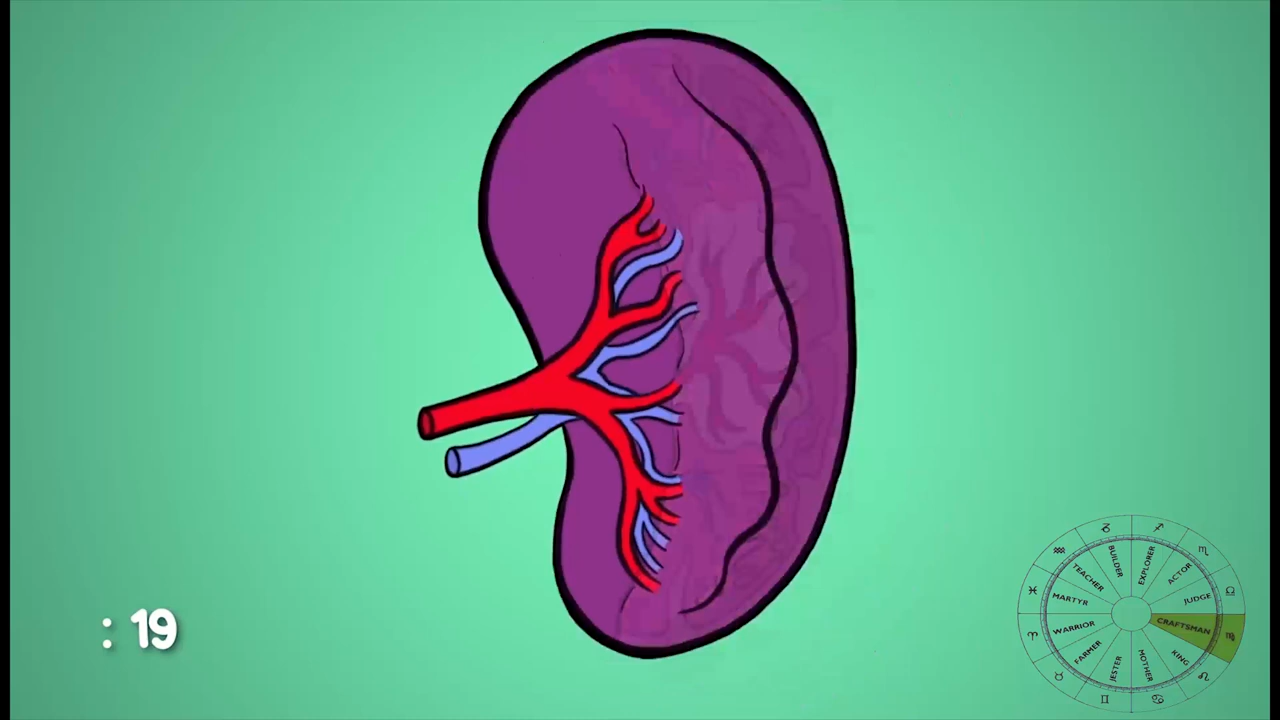 : 19
BUILDER
EXPLORER
TEACHER
ACTOR
MARTYR
JUDGE
WARRIOR
CRAFTSMAN
FARMER
KING
JESTER
MOTHER